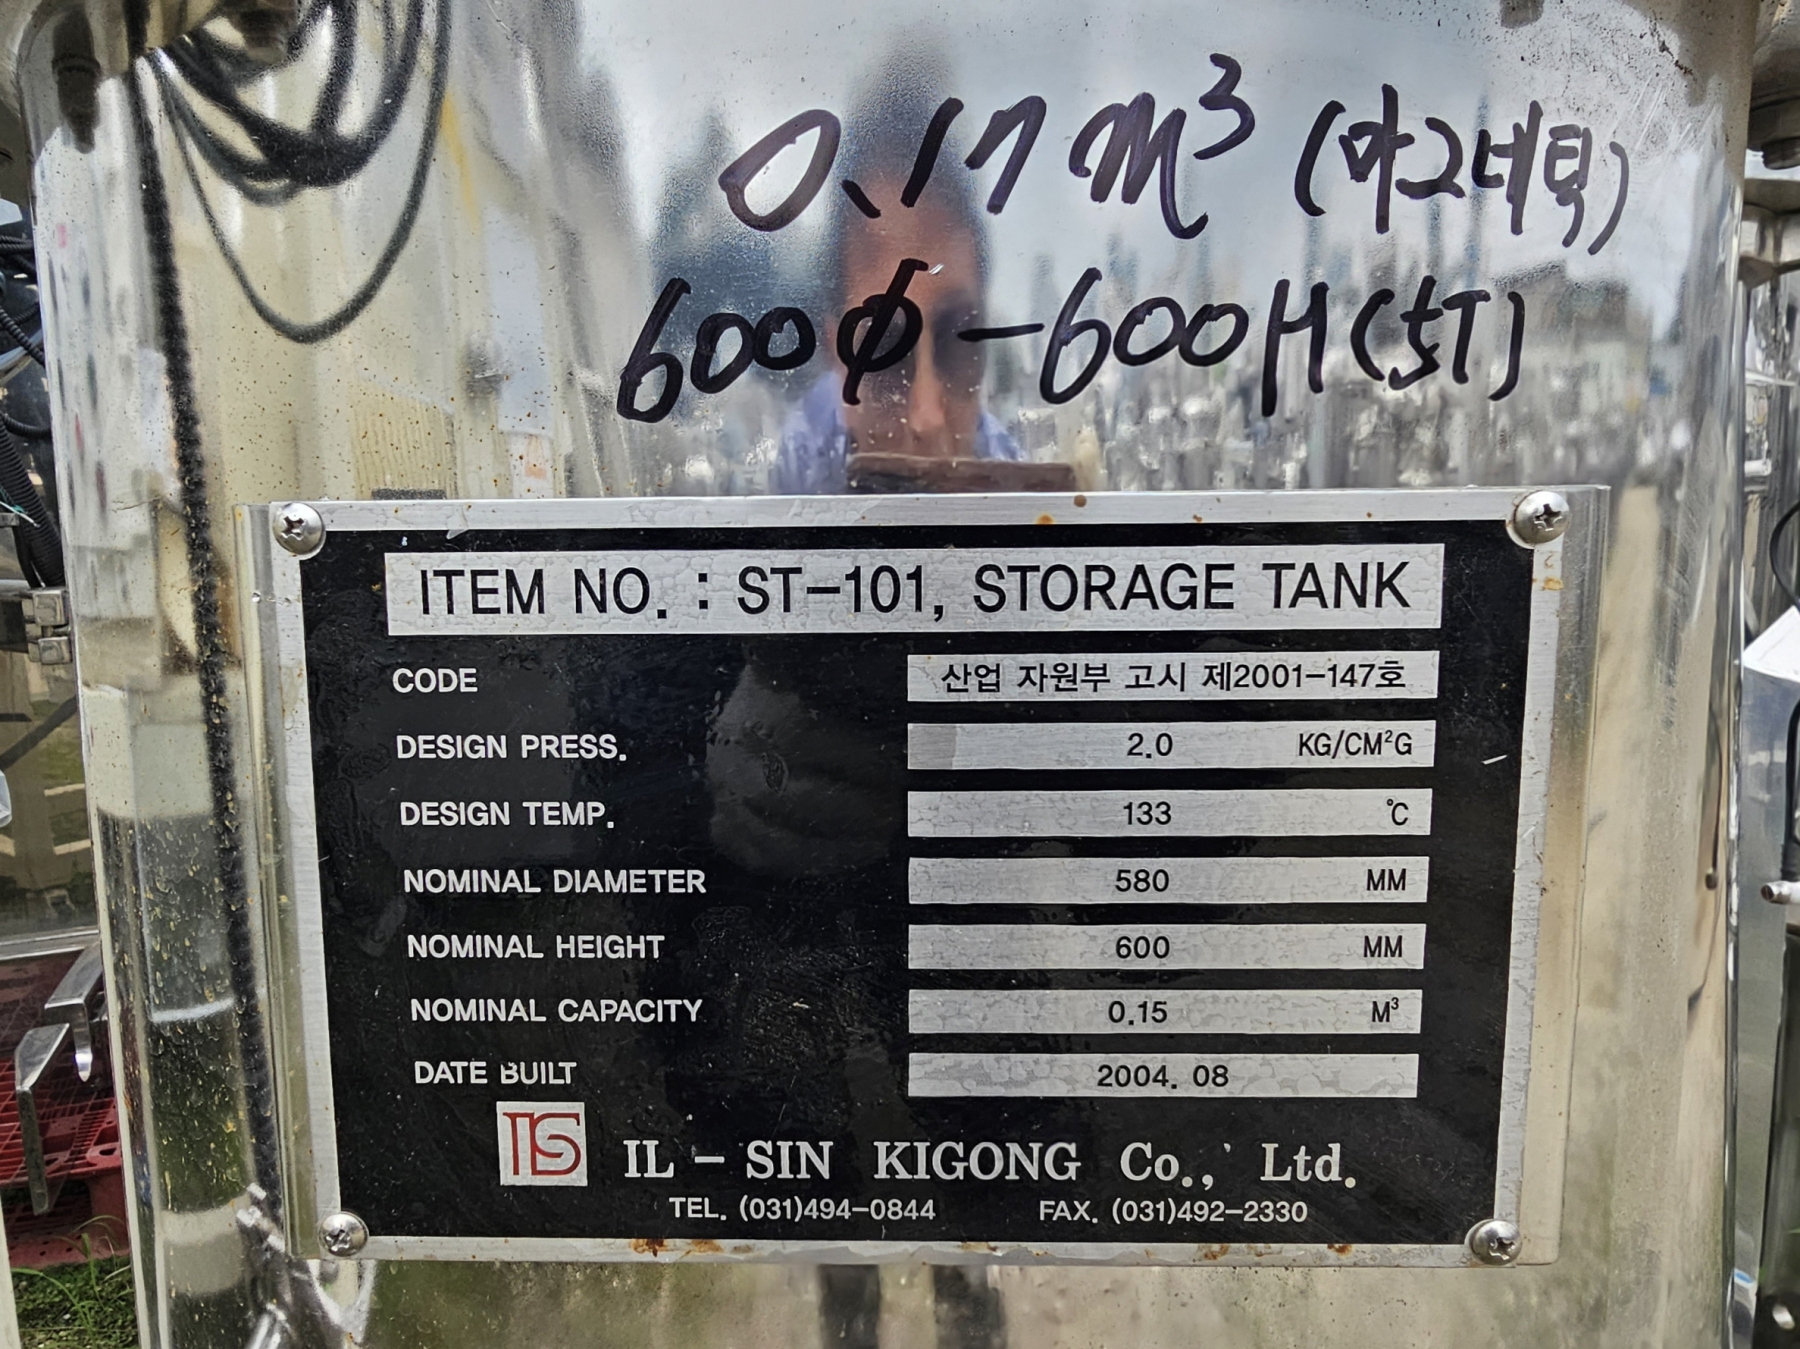 0.17 m³ (마그네틱)
600ø-600H(5T)
ITEM NO. : ST-101, STORAGE TANK
CODE 산업 자원부 고시 제2001-147호
DESIGN PRESS. 2.0 KG/CM²G
DESIGN TEMP. 133 ℃
NOMINAL DIAMETER 580 MM
NOMINAL HEIGHT 600 MM
NOMINAL CAPACITY 0.15 M³
DATE BUILT 2004. 08
IS IL - SIN KIGONG Co., Ltd.
TEL. (031)494-0844 FAX. (031)492-2330